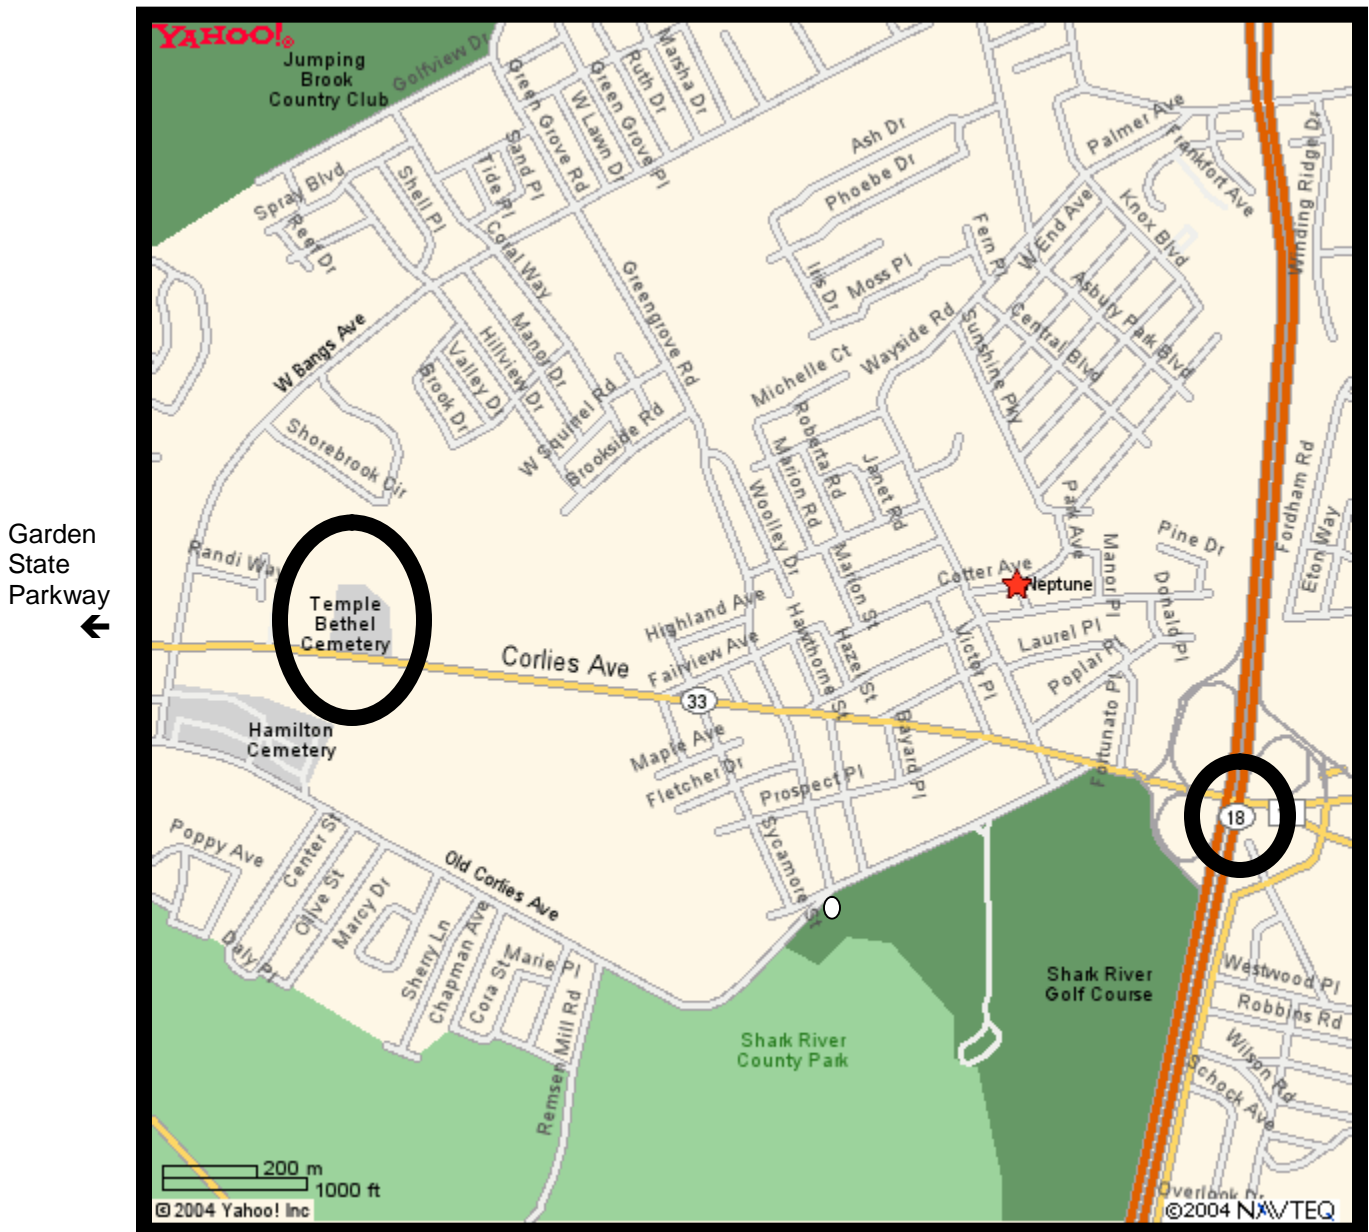 YAHOO!®
Jumping
Brook
Country Club
Golfview Dr
Green Grove Rd
Green Grove Pl
W Lawn Dr
Ruth Dr
Marsha Dr
Sand Pl
Tide Pl
Spray Blvd
Shell Pl
Reef Dr
Coral Way
Ash Dr
Phoebe Dr
Palmer Ave
Frankfort Ave
Winding Ridge Dr
Knox Blvd
W End Ave
Fern Pl
Iris Dr
Moss Pl
Asbury Park Blvd
Central Blvd
Sunshine Pky
Wayside Rd
Greengrove Rd
W Bangs Ave
Manor Dr
Hillview Dr
Valley Dr
Brook Dr
W Squirrel Rd
Brookside Rd
Michelle Ct
Roberta Rd
Marion Rd
Janet Rd
Shorebrook Cir
Woolley Dr
Marion St
Park Ave
Manor Pl
Pine Dr
Fordham Rd
Eton Way
Garden
State
Parkway
←
Randi Way
Temple
Bethel
Cemetery
Cotter Ave
Neptune
Donald Pl
Highland Ave
Fairview Ave
Hawthorne St
Hazel St
Victor Pl
Laurel Pl
Poplar Pl
Fortunato Pl
Corlies Ave
33
Hamilton
Cemetery
Maple Ave
Fletcher Dr
Prospect Pl
Bayard Pl
Sycamore St
18
Poppy Ave
Center St
Olive St
Marcy Dr
Daly Pl
Old Corlies Ave
Sherry Ln
Chapman Ave
Cora St
Marie Pl
Remsen Mill Rd
Shark River
County Park
Shark River
Golf Course
Westwood Pl
Robbins Rd
Wilson Rd
Schock Ave
Overlook Dr
200 m
1000 ft
© 2004 Yahoo! Inc
©2004 NAVTEQ